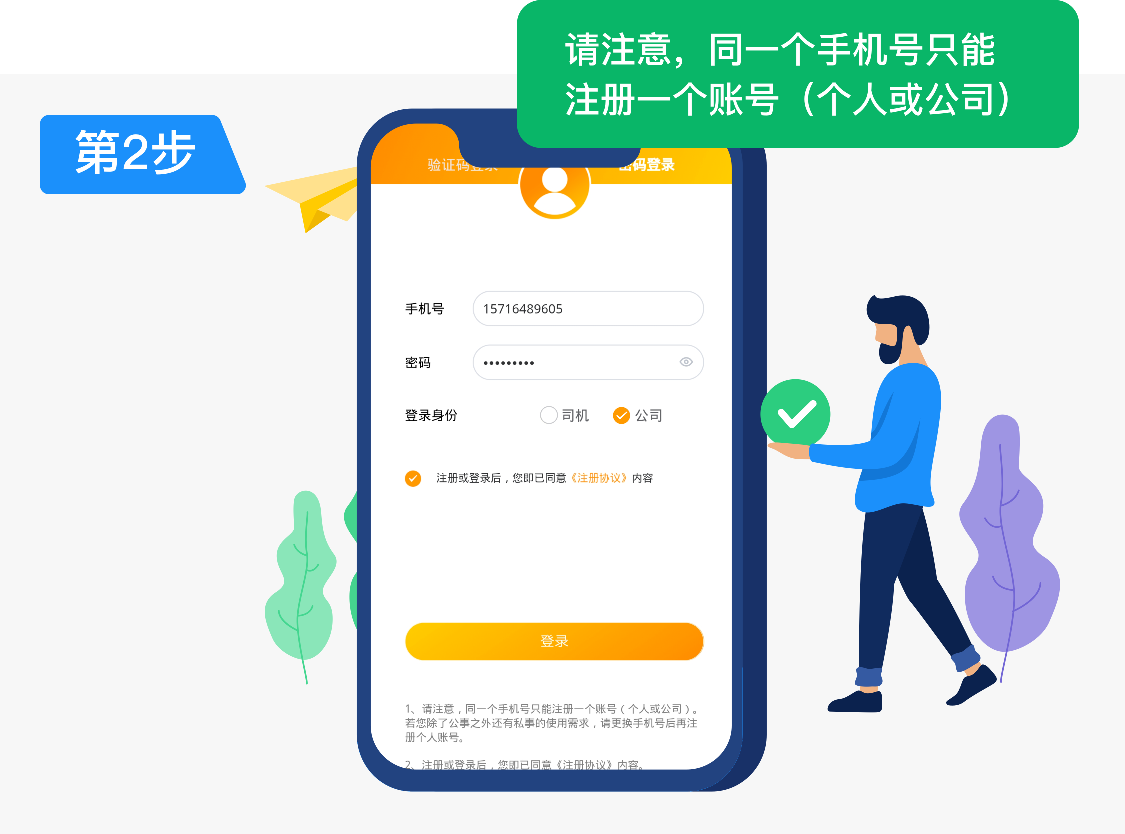 请注意，同一个手机号只能
注册一个账号（个人或公司）
第2步
验证码登录
密码登录
手机号
15716489605
密码
•••••••••
登录身份
司机
公司
注册或登录后，您即已同意《注册协议》内容
登录
1、请注意，同一个手机号只能注册一个账号（个人或公司）。
若您除了公事之外还有私事的使用需求，请更换手机号后再注
册个人账号。
2、注册或登录后，您即已同意《注册协议》内容。